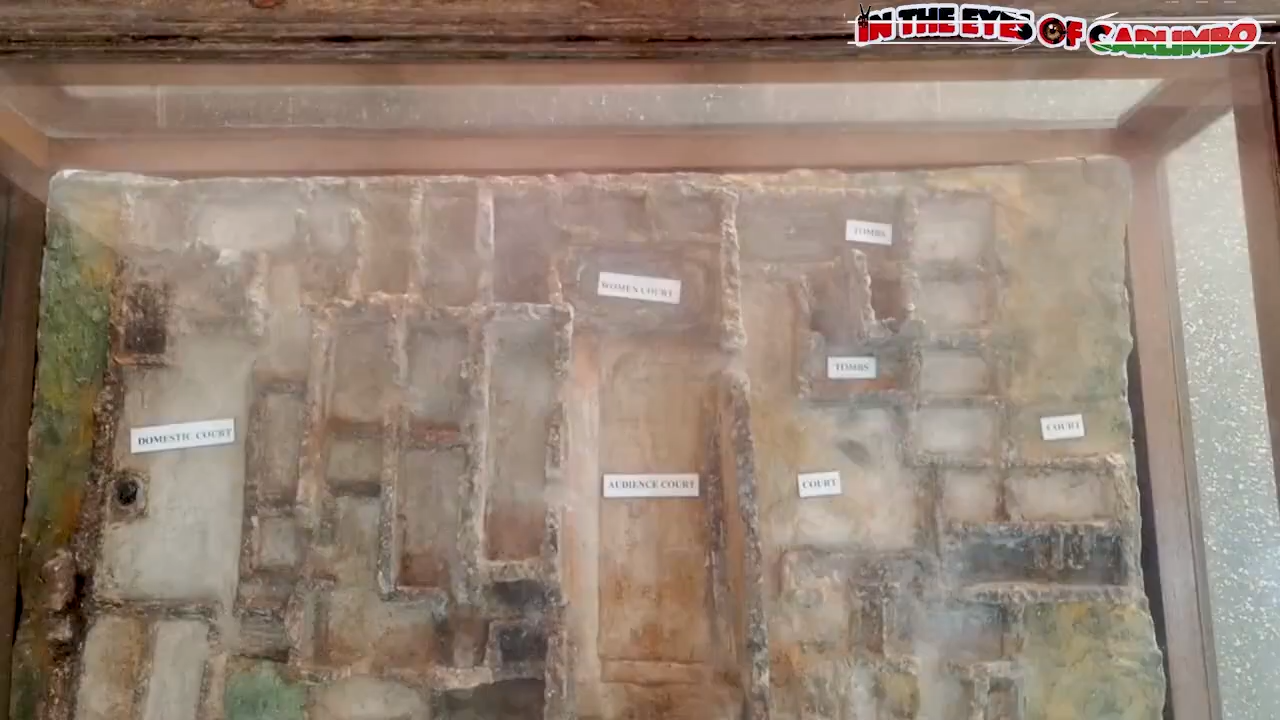 IN THE EYES OF CARLIMBO
TOMBS
WOMEN COURT
TOMBS
COURT
DOMESTIC COURT
AUDIENCE COURT
COURT